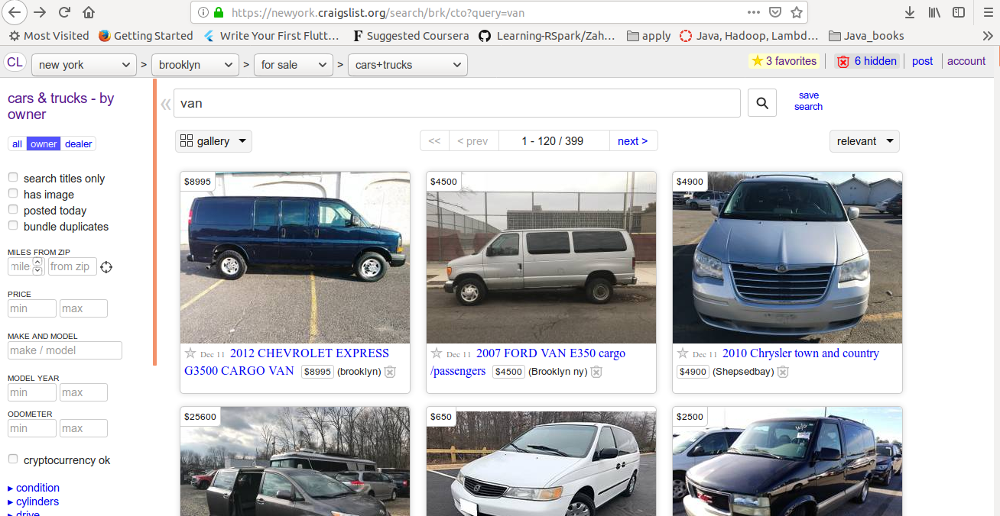 https://newyork.craigslist.org/search/brk/cto?query=van
Most Visited Getting Started Write Your First Flutt… Suggested Coursera Learning-RSpark/Zah… apply Java, Hadoop, Lambd… Java_books
CL new york > brooklyn > for sale > cars+trucks 3 favorites 6 hidden post account
cars & trucks - by
owner
all owner dealer
search titles only
has image
posted today
bundle duplicates
MILES FROM ZIP
mile from zip
PRICE
min max
MAKE AND MODEL
make / model
MODEL YEAR
min max
ODOMETER
min max
cryptocurrency ok
▸ condition
▸ cylinders
▸ drive
« van save
search
gallery << < prev 1 - 120 / 399 next > relevant
$8995
Dec 11 2012 CHEVROLET EXPRESS
G3500 CARGO VAN $8995 (brooklyn)
$4500
Dec 11 2007 FORD VAN E350 cargo
/passengers $4500 (Brooklyn ny)
$4900
Dec 11 2010 Chrysler town and country
$4900 (Shepsedbay)
$25600
$650
$2500